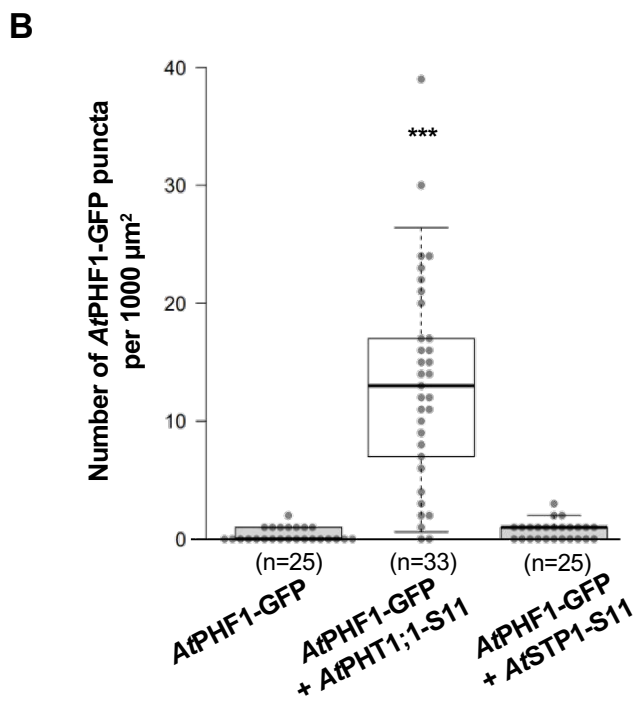 B
Number of AtPHF1-GFP puncta
per 1000 µm²
40
30
20
10
0
***
(n=25)
(n=33)
(n=25)
AtPHF1-GFP
AtPHF1-GFP
+ AtPHT1;1-S11
AtPHF1-GFP
+ AtSTP1-S11